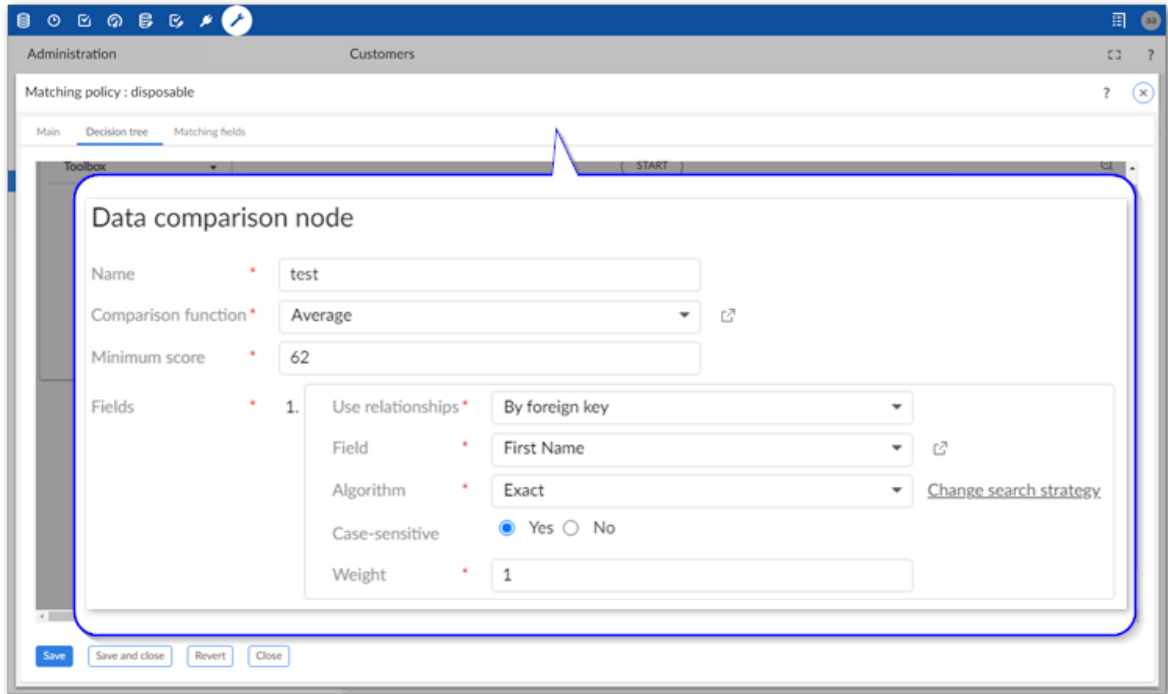 aa
Administration Customers ?
Matching policy : disposable ?
Main Decision tree Matching fields
Toolbox START
Data comparison node
Name * test
Comparison function * Average
Minimum score * 62
Fields * 1. Use relationships * By foreign key
Field * First Name
Algorithm * Exact Change search strategy
Case-sensitive Yes No
Weight * 1
Save Save and close Revert Close